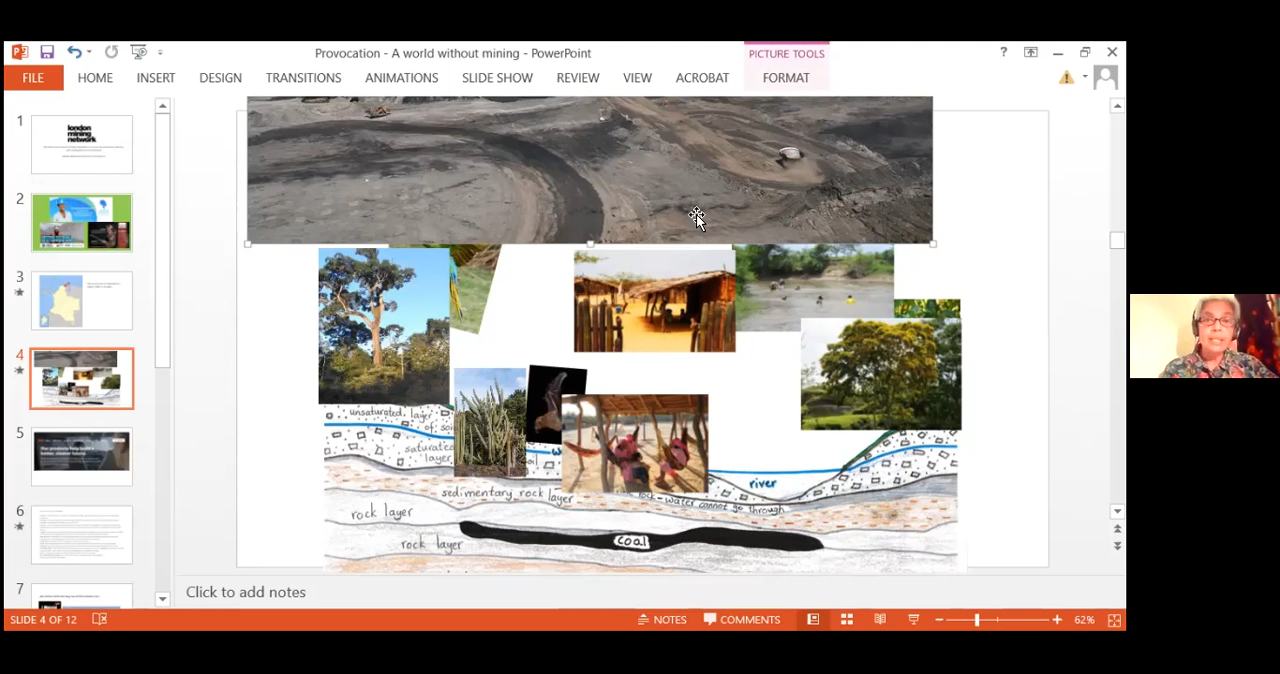 Provocation - A world without mining - PowerPoint
PICTURE TOOLS
?
FILE
HOME
INSERT
DESIGN
TRANSITIONS
ANIMATIONS
SLIDE SHOW
REVIEW
VIEW
ACROBAT
FORMAT
1
london
mining
network
2
3
4
5
6
7
unsaturated layer
of soi
saturated
layer
river
sedimentary rock layer
rock - water cannot go through
rock layer
coal
rock layer
Click to add notes
SLIDE 4 OF 12
NOTES
COMMENTS
62%